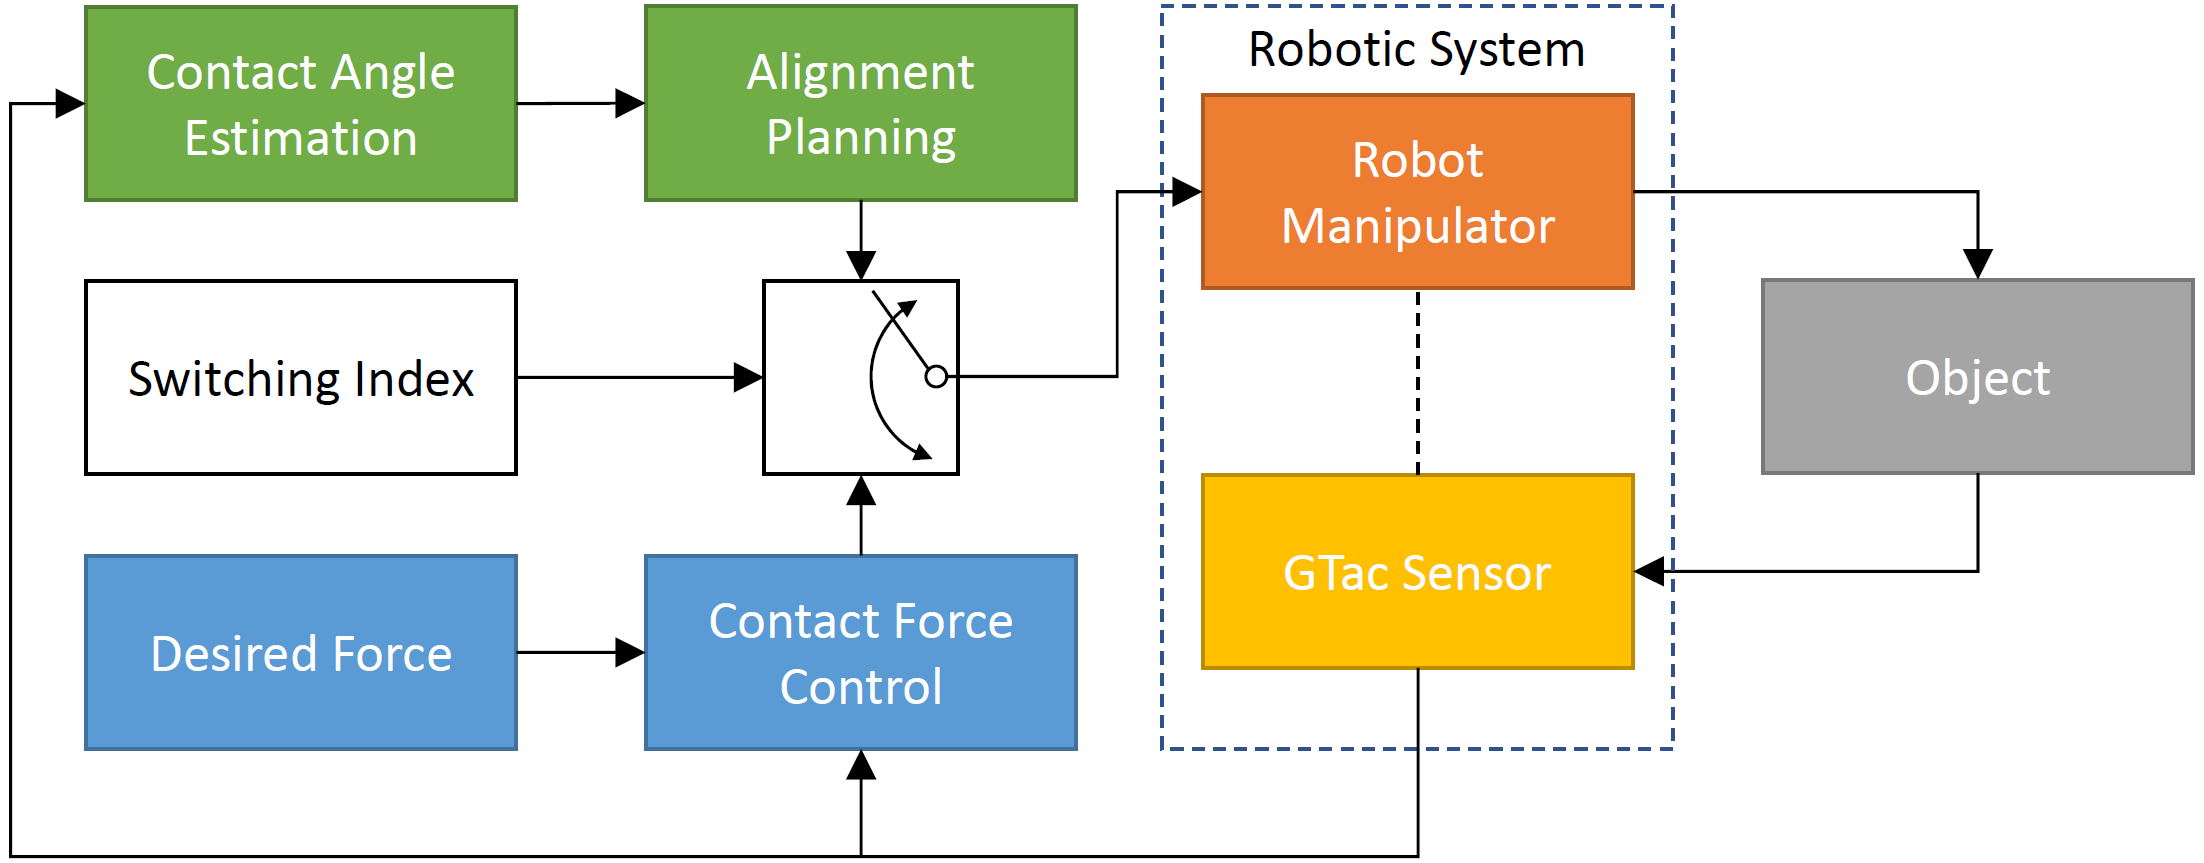 Contact Angle
Estimation
Alignment
Planning
Robotic System
Robot
Manipulator
Switching Index
Object
Desired Force
Contact Force
Control
GTac Sensor